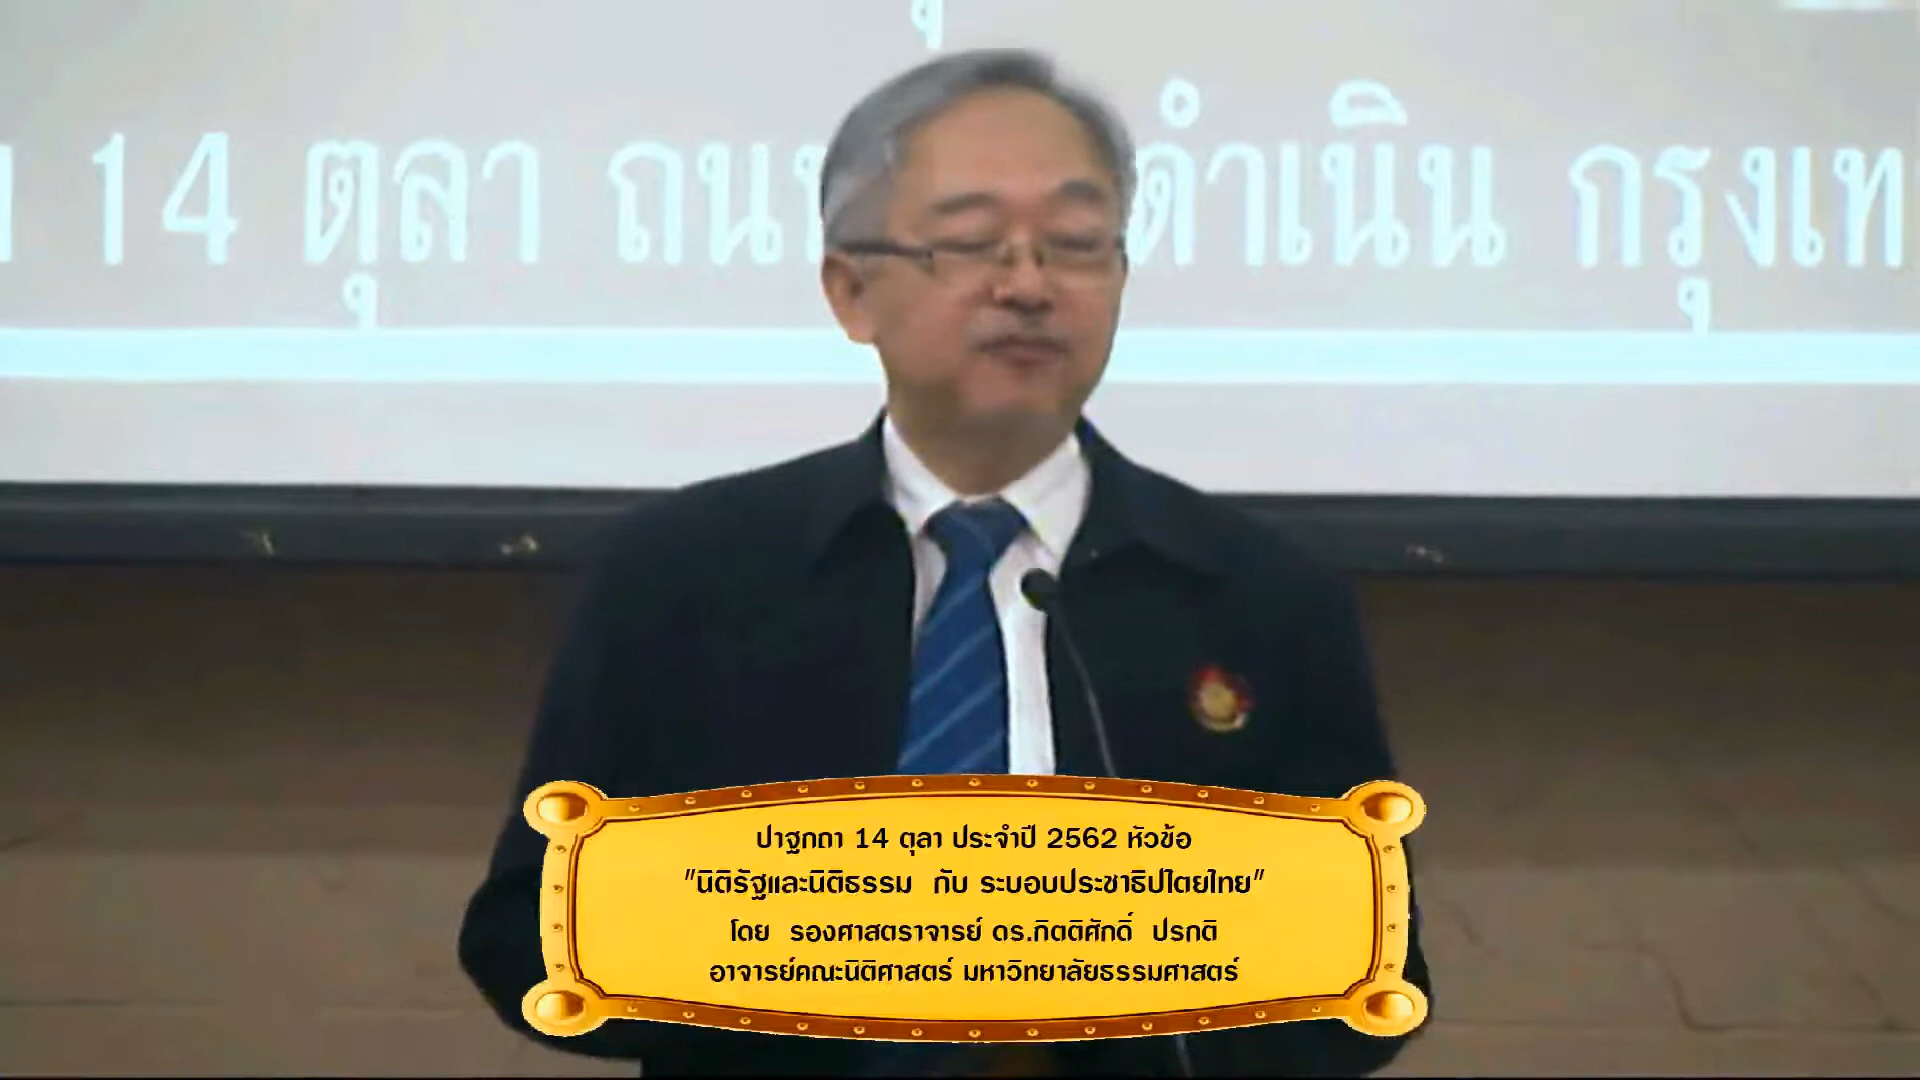 14 ตุลา ถน ดำเนิน กรุงเท
ปาฐกถา 14 ตุลา ประจำปี 2562 หัวข้อ
"นิติรัฐและนิติธรรม กับ ระบอบประชาธิปไตยไทย"
โดย รองศาสตราจารย์ ดร.กิตติศักดิ์ ปรกติ
อาจารย์คณะนิติศาสตร์ มหาวิทยาลัยธรรมศาสตร์